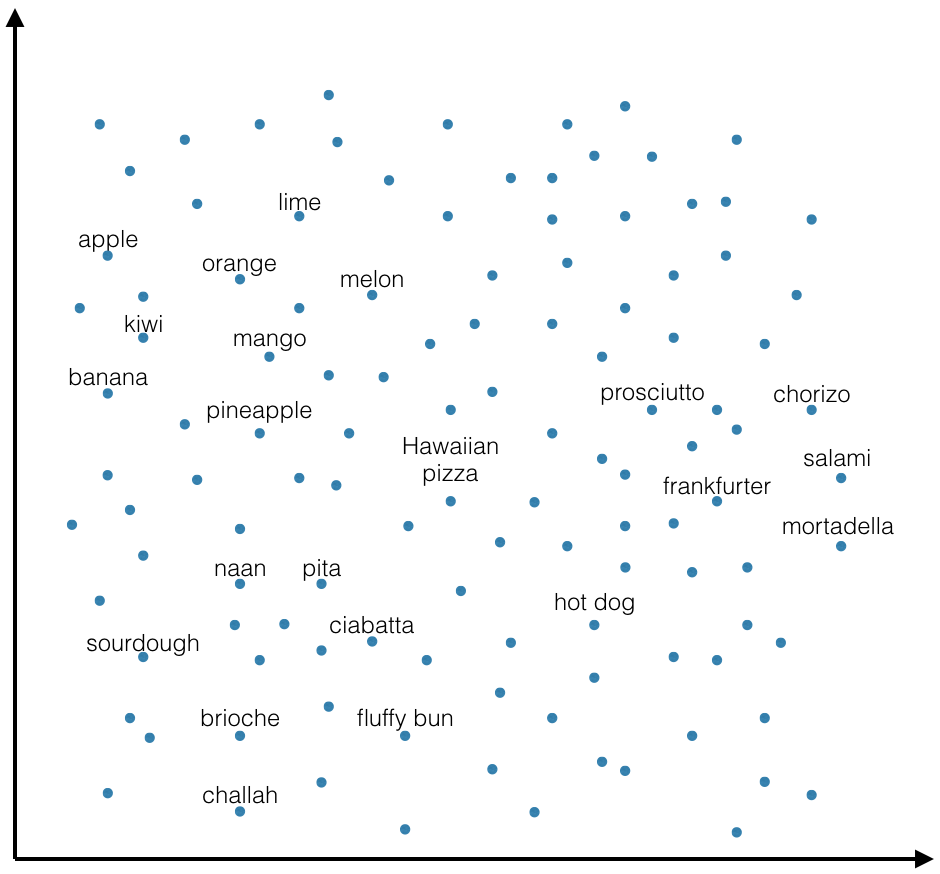 lime
apple
orange
melon
kiwi
mango
banana
prosciutto
chorizo
pineapple
Hawaiian
pizza
salami
frankfurter
mortadella
naan
pita
hot dog
ciabatta
sourdough
brioche
fluffy bun
challah